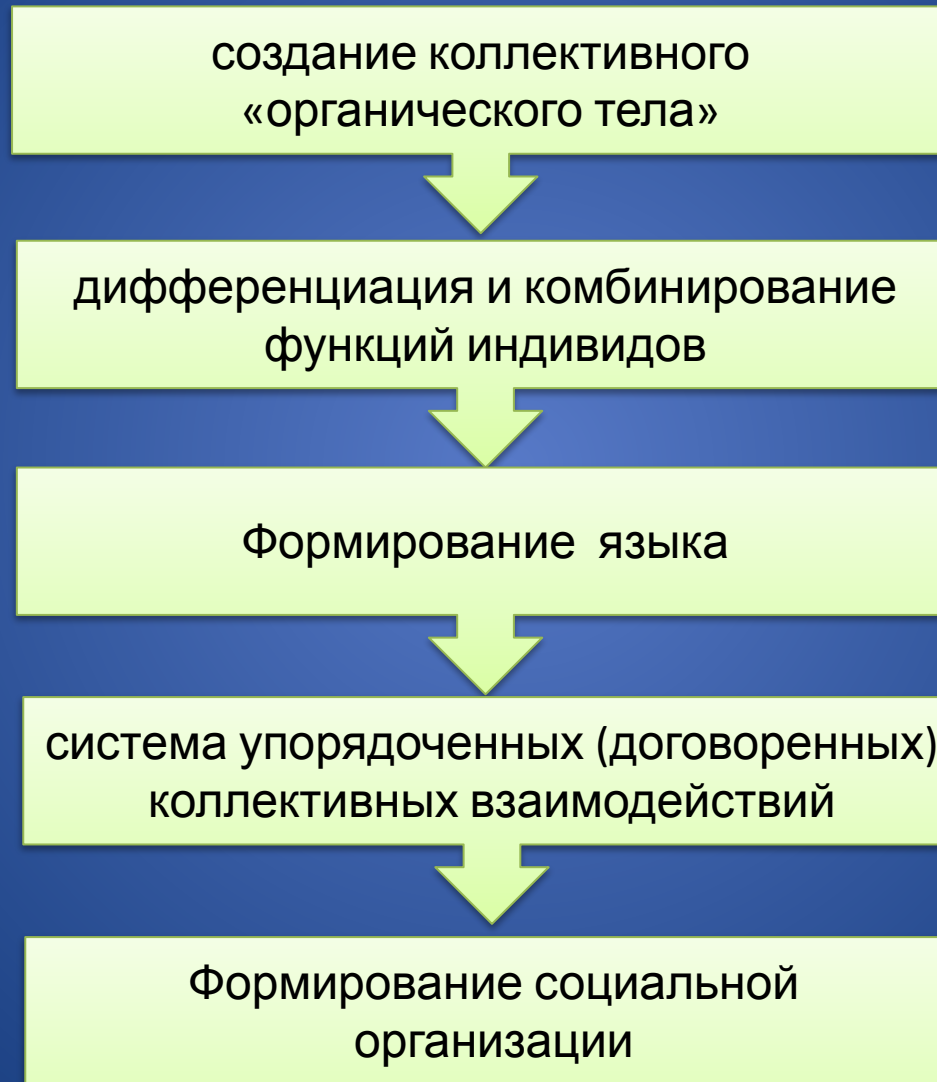 создание коллективного
«органического тела»
дифференциация и комбинирование
функций индивидов
Формирование языка
система упорядоченных (договоренных)
коллективных взаимодействий
Формирование социальной
организации